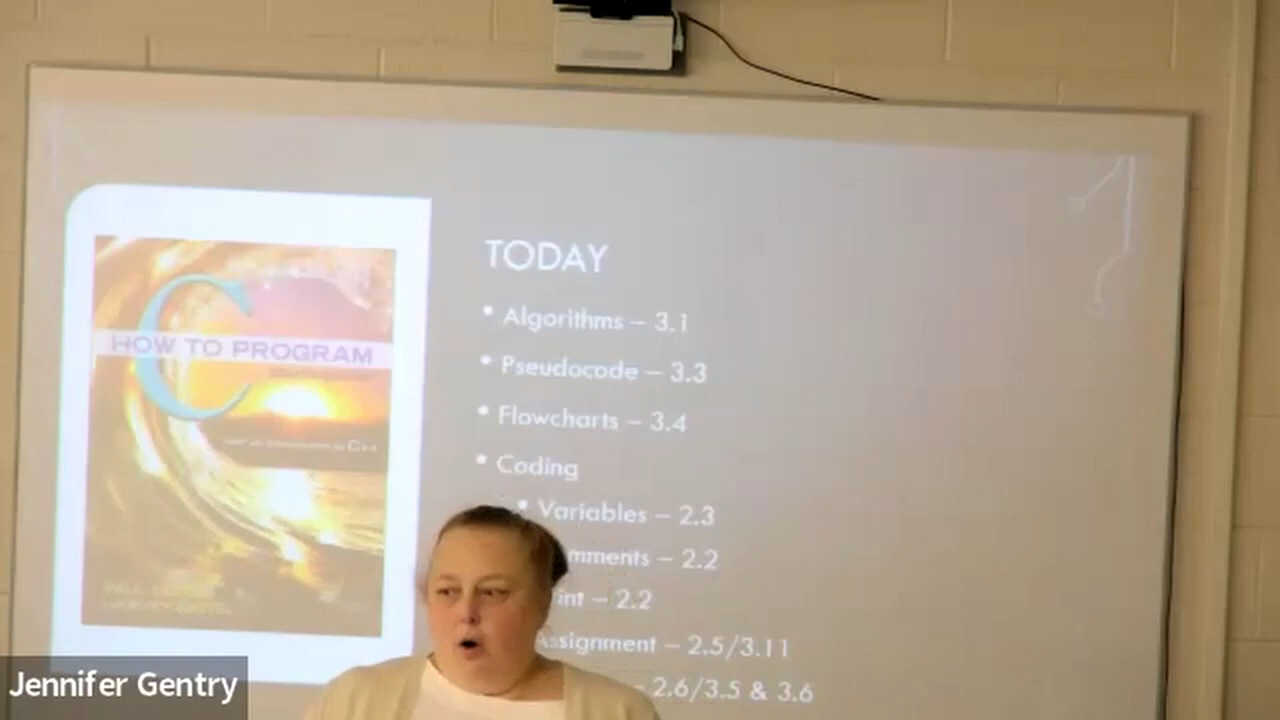 TODAY
• Algorithms – 3.1
• Pseudocode – 3.3
• Flowcharts – 3.4
• Coding
• Variables – 2.3
mments – 2.2
int – 2.2
Assignment – 2.5/3.11
– 2.6/3.5 & 3.6
C
HOW TO PROGRAM
C++
Jennifer Gentry